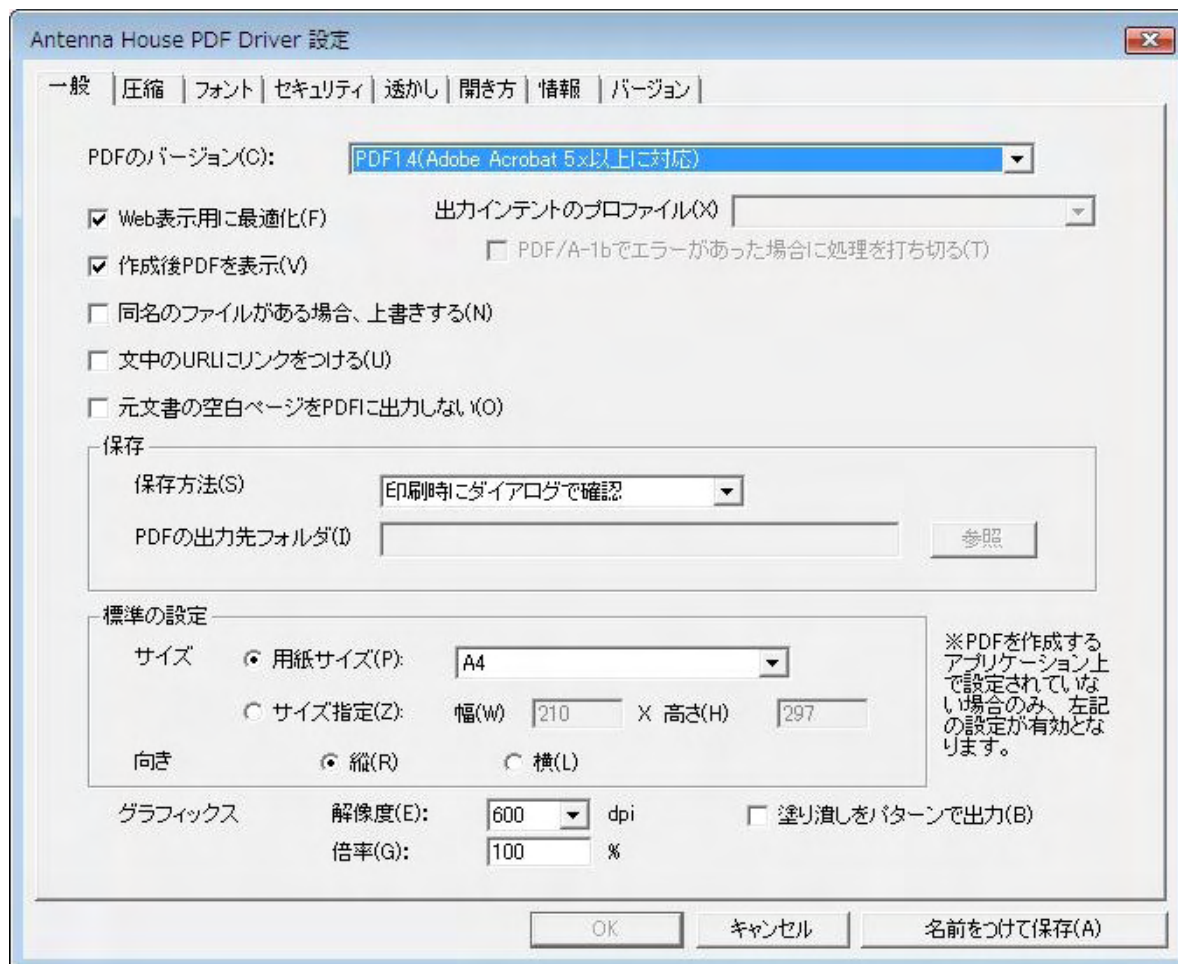 Antenna House PDF Driver 設定
一般 圧縮 フォント セキュリティ 透かし 開き方 情報 バージョン
PDFのバージョン(C): PDF1.4(Adobe Acrobat 5.x以上に対応)
Web表示用に最適化(F) 出力インテントのプロファイル(X)
PDF/A-1bでエラーがあった場合に処理を打ち切る(T)
作成後PDFを表示(V)
同名のファイルがある場合、上書きする(N)
文中のURLにリンクをつける(U)
元文書の空白ページをPDFに出力しない(O)
保存
保存方法(S) 印刷時にダイアログで確認
PDFの出力先フォルダ(I) 参照
標準の設定
サイズ 用紙サイズ(P): A4
サイズ指定(Z): 幅(W) 210 X 高さ(H) 297
向き 縦(R) 横(L)
※PDFを作成する
アプリケーション上
で設定されていな
い場合のみ、左記
の設定が有効とな
ります。
グラフィックス 解像度(E): 600 dpi 塗り潰しをパターンで出力(B)
倍率(G): 100 %
OK キャンセル 名前をつけて保存(A)